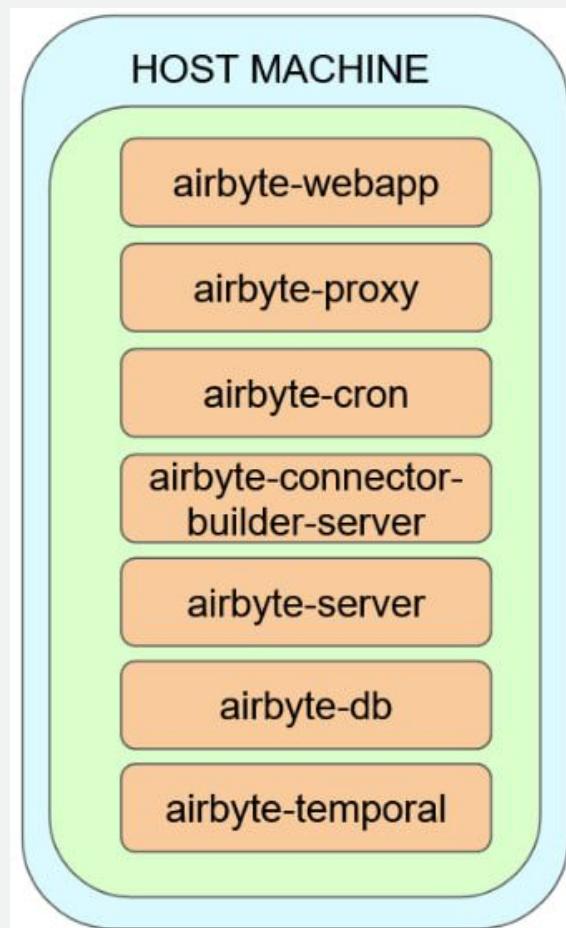 HOST MACHINE
airbyte-webapp
airbyte-proxy
airbyte-cron
airbyte-connector-
builder-server
airbyte-server
airbyte-db
airbyte-temporal